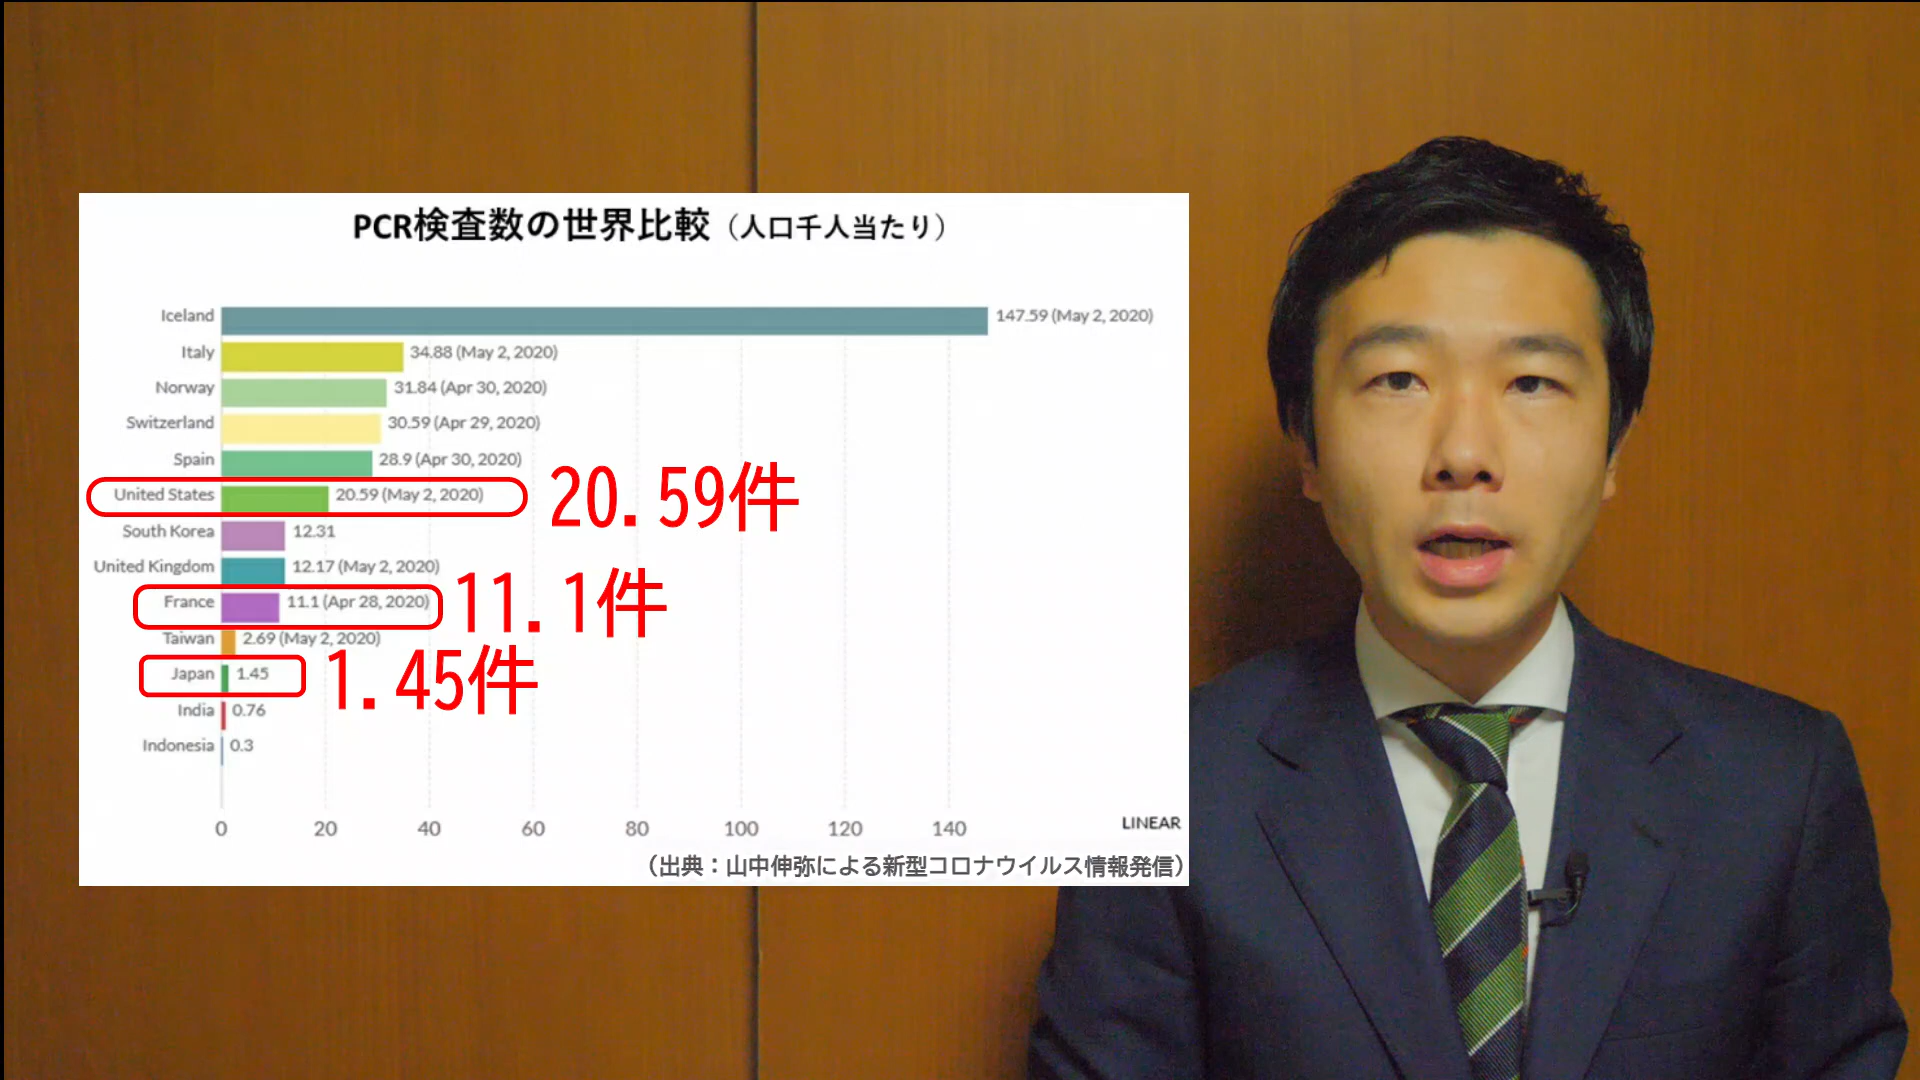 PCR検査数の世界比較（人口千人当たり）
Iceland 147.59 (May 2, 2020)
Italy 34.88 (May 2, 2020)
Norway 31.84 (Apr 30, 2020)
Switzerland 30.59 (Apr 29, 2020)
Spain 28.9 (Apr 30, 2020)
United States 20.59 (May 2, 2020) 20.59件
South Korea 12.31
United Kingdom 12.17 (May 2, 2020)
France 11.1 (Apr 28, 2020) 11.1件
Taiwan 2.69 (May 2, 2020)
Japan 1.45 1.45件
India 0.76
Indonesia 0.3
0 20 40 60 80 100 120 140 LINEAR
（出典：山中伸弥による新型コロナウイルス情報発信）